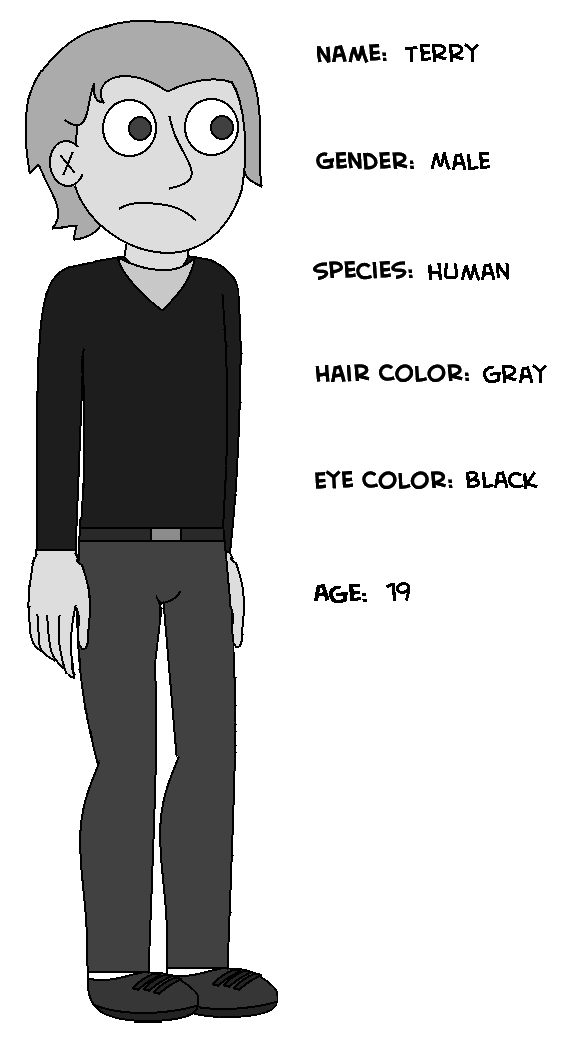 NAME: TERRY
GENDER: MALE
SPECIES: HUMAN
HAIR COLOR: GRAY
EYE COLOR: BLACK
AGE: 19